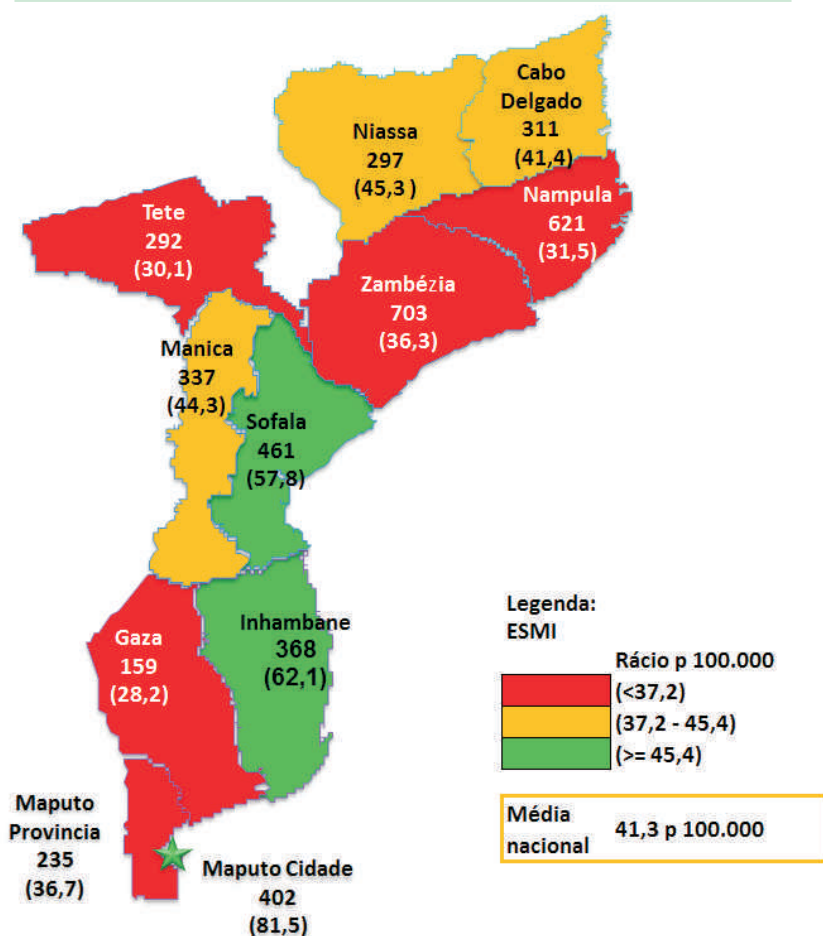 Cabo
Delgado
311
(41,4)
Niassa
297
(45,3 )
Nampula
621
(31,5)
Tete
292
(30,1)
Zambézia
703
(36,3)
Manica
337
(44,3)
Sofala
461
(57,8)
Inhambane
368
(62,1)
Gaza
159
(28,2)
Maputo
Provincia
235
(36,7)
Maputo Cidade
402
(81,5)
Legenda:
ESMI
Rácio p 100.000
(<37,2)
(37,2 - 45,4)
(>= 45,4)
Média
nacional
41,3 p 100.000